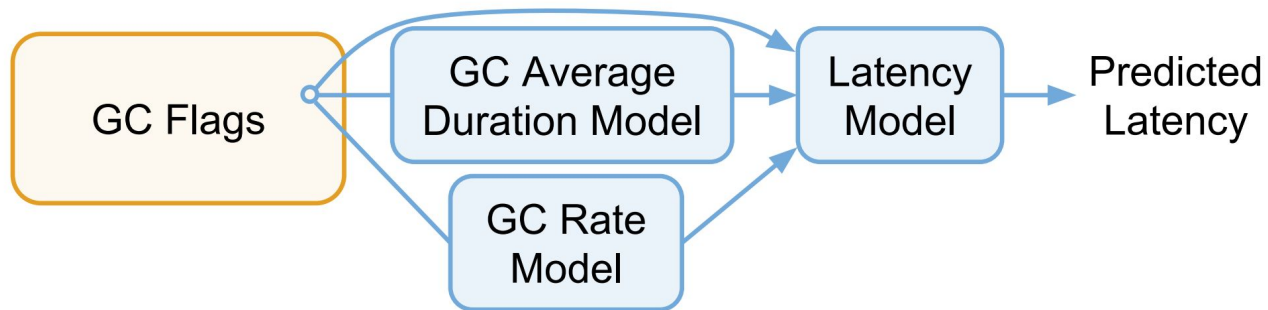 GC Flags
GC Average
Duration Model
GC Rate
Model
Latency
Model
Predicted
Latency